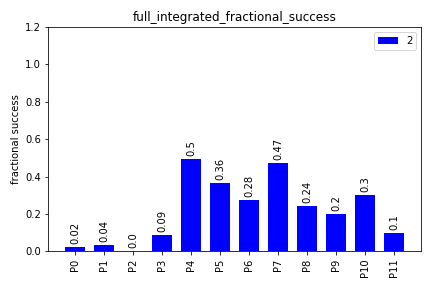 full_integrated_fractional_success
2
fractional success
1.2
1.0
0.8
0.6
0.4
0.2
0.0
0.02
0.04
0.0
0.09
0.5
0.36
0.28
0.47
0.24
0.2
0.3
0.1
P0
P1
P2
P3
P4
P5
P6
P7
P8
P9
P10
P11